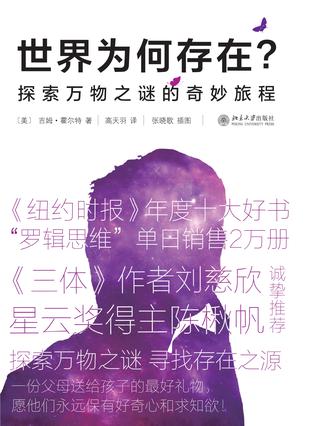 世界为何存在?
探索万物之谜的奇妙旅程
〔美〕 吉姆·霍尔特 著 高天羽 译 张晓敏 插图
北京大学出版社
PEKING UNIVERSITY PRESS
《纽约时报》年度十大好书
“罗辑思维” 单日销售2万册
《三体》作者刘慈欣
星云奖得主陈楸帆
诚挚推荐
探索万物之谜 寻找存在之源
一份父母送给孩子的最好礼物,
愿他们永远保有好奇心和求知欲!